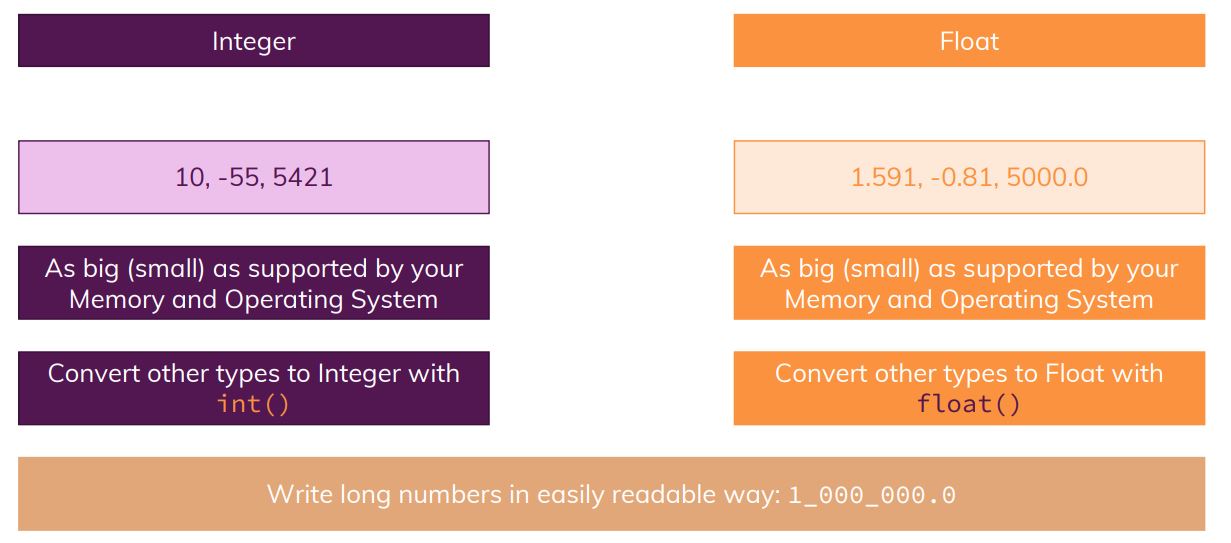 Integer
Float
10, -55, 5421
1.591, -0.81, 5000.0
As big (small) as supported by your
Memory and Operating System
As big (small) as supported by your
Memory and Operating System
Convert other types to Integer with
int()
Convert other types to Float with
float()
Write long numbers in easily readable way: 1_000_000.0